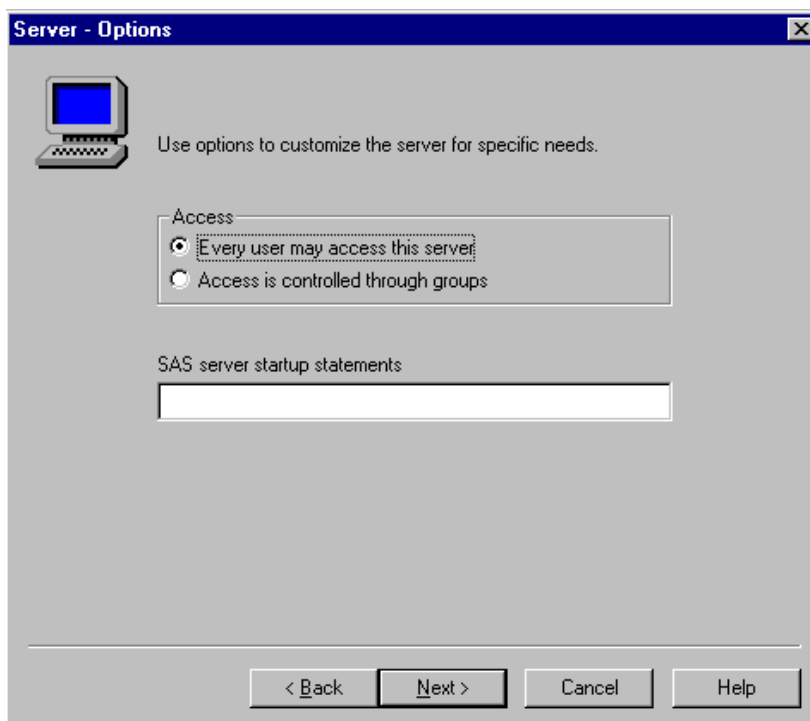 Server - Options
Use options to customize the server for specific needs.
Access
Every user may access this server
Access is controlled through groups
SAS server startup statements
< Back Next > Cancel Help